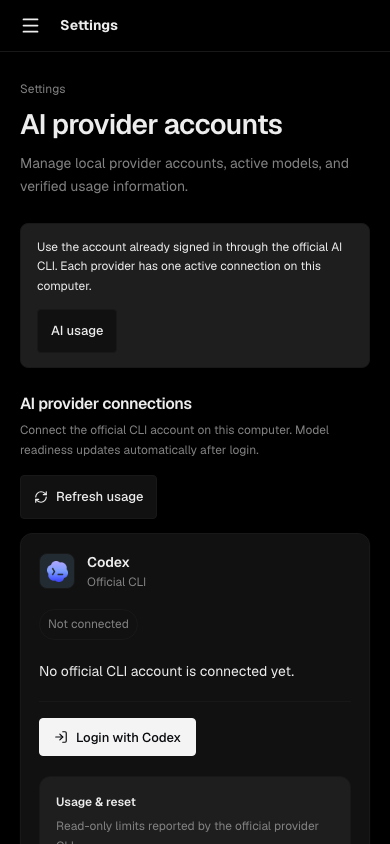 Settings
Settings
AI provider accounts
Manage local provider accounts, active models, and
verified usage information.
Use the account already signed in through the official AI
CLI. Each provider has one active connection on this
computer.
AI usage
AI provider connections
Connect the official CLI account on this computer. Model
readiness updates automatically after login.
Refresh usage
Codex
Official CLI
Not connected
No official CLI account is connected yet.
Login with Codex
Usage & reset
Read-only limits reported by the official provider